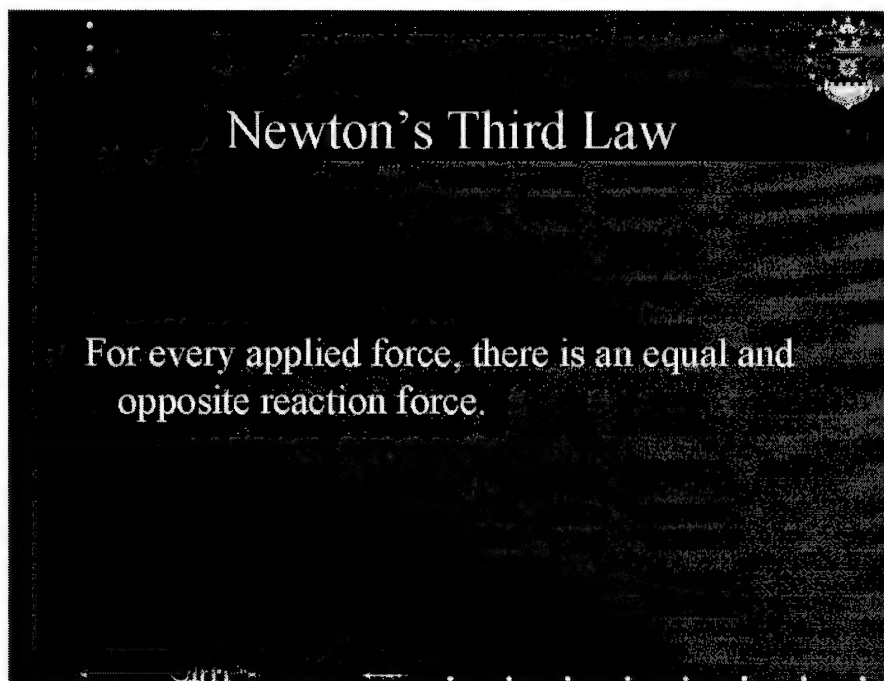 Newton's Third Law
For every applied force, there is an equal and
opposite reaction force.